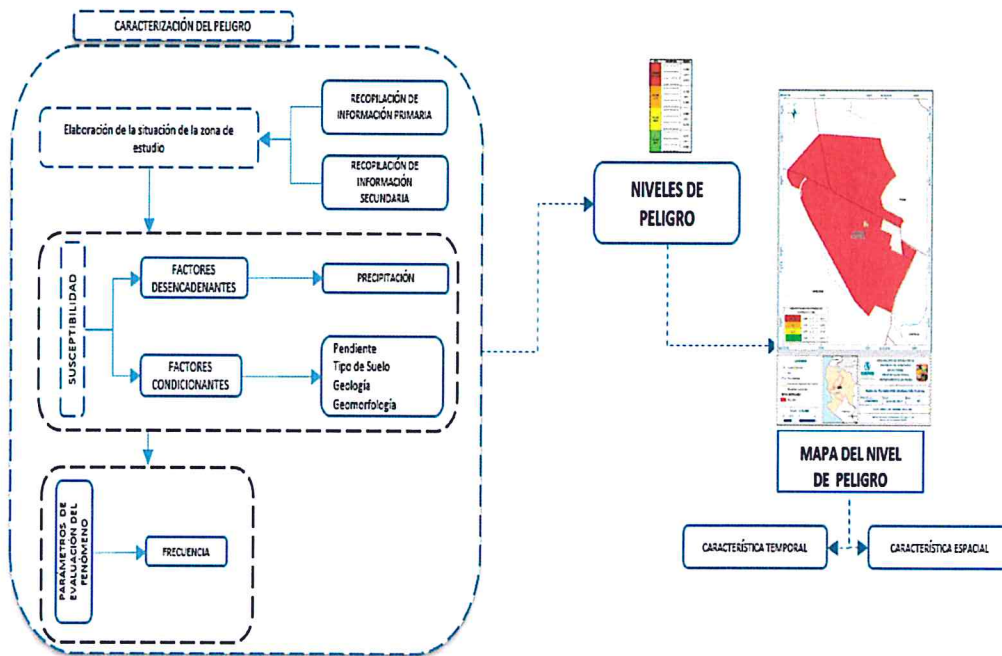 CARACTERIZACIÓN DEL PELIGRO
Elaboración de la situación de la zona de
estudio
RECOPILACIÓN DE
INFORMACIÓN PRIMARIA
RECOPILACIÓN DE
INFORMACIÓN
SECUNDARIA
SUSCEPTIBILIDAD
FACTORES
DESENCADENANTES
PRECIPITACIÓN
FACTORES
CONDICIONANTES
Pendiente
Tipo de Suelo
Geología
Geomorfología
PARAMETROS DE
EVALUACIÓN DEL
FENÓMENO
FRECUENCIA
NIVELES DE
PELIGRO
MAPA DEL NIVEL
DE PELIGRO
CARACTERÍSTICA TEMPORAL
CARACTERÍSTICA ESPACIAL